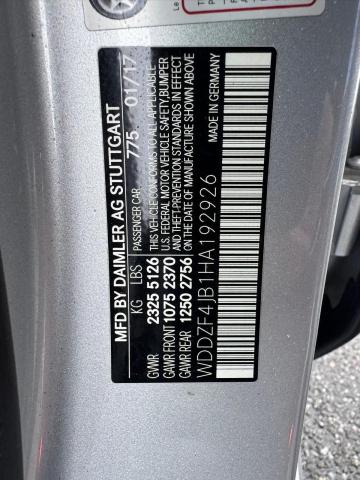 MFD BY DAIMLER AG STUTTGART
PASSENGER CAR 775 01/17
KG LBS
GVWR 2325 5126
GAWR FRONT 1075 2370
GAWR REAR 1250 2756
THIS VEHICLE CONFORMS TO ALL APPLICABLE
U.S. FEDERAL MOTOR VEHICLE SAFETY, BUMPER
AND THEFT PREVENTION STANDARDS IN EFFECT
ON THE DATE OF MANUFACTURE SHOWN ABOVE
WDDZF4JB1HA192926
MADE IN GERMANY